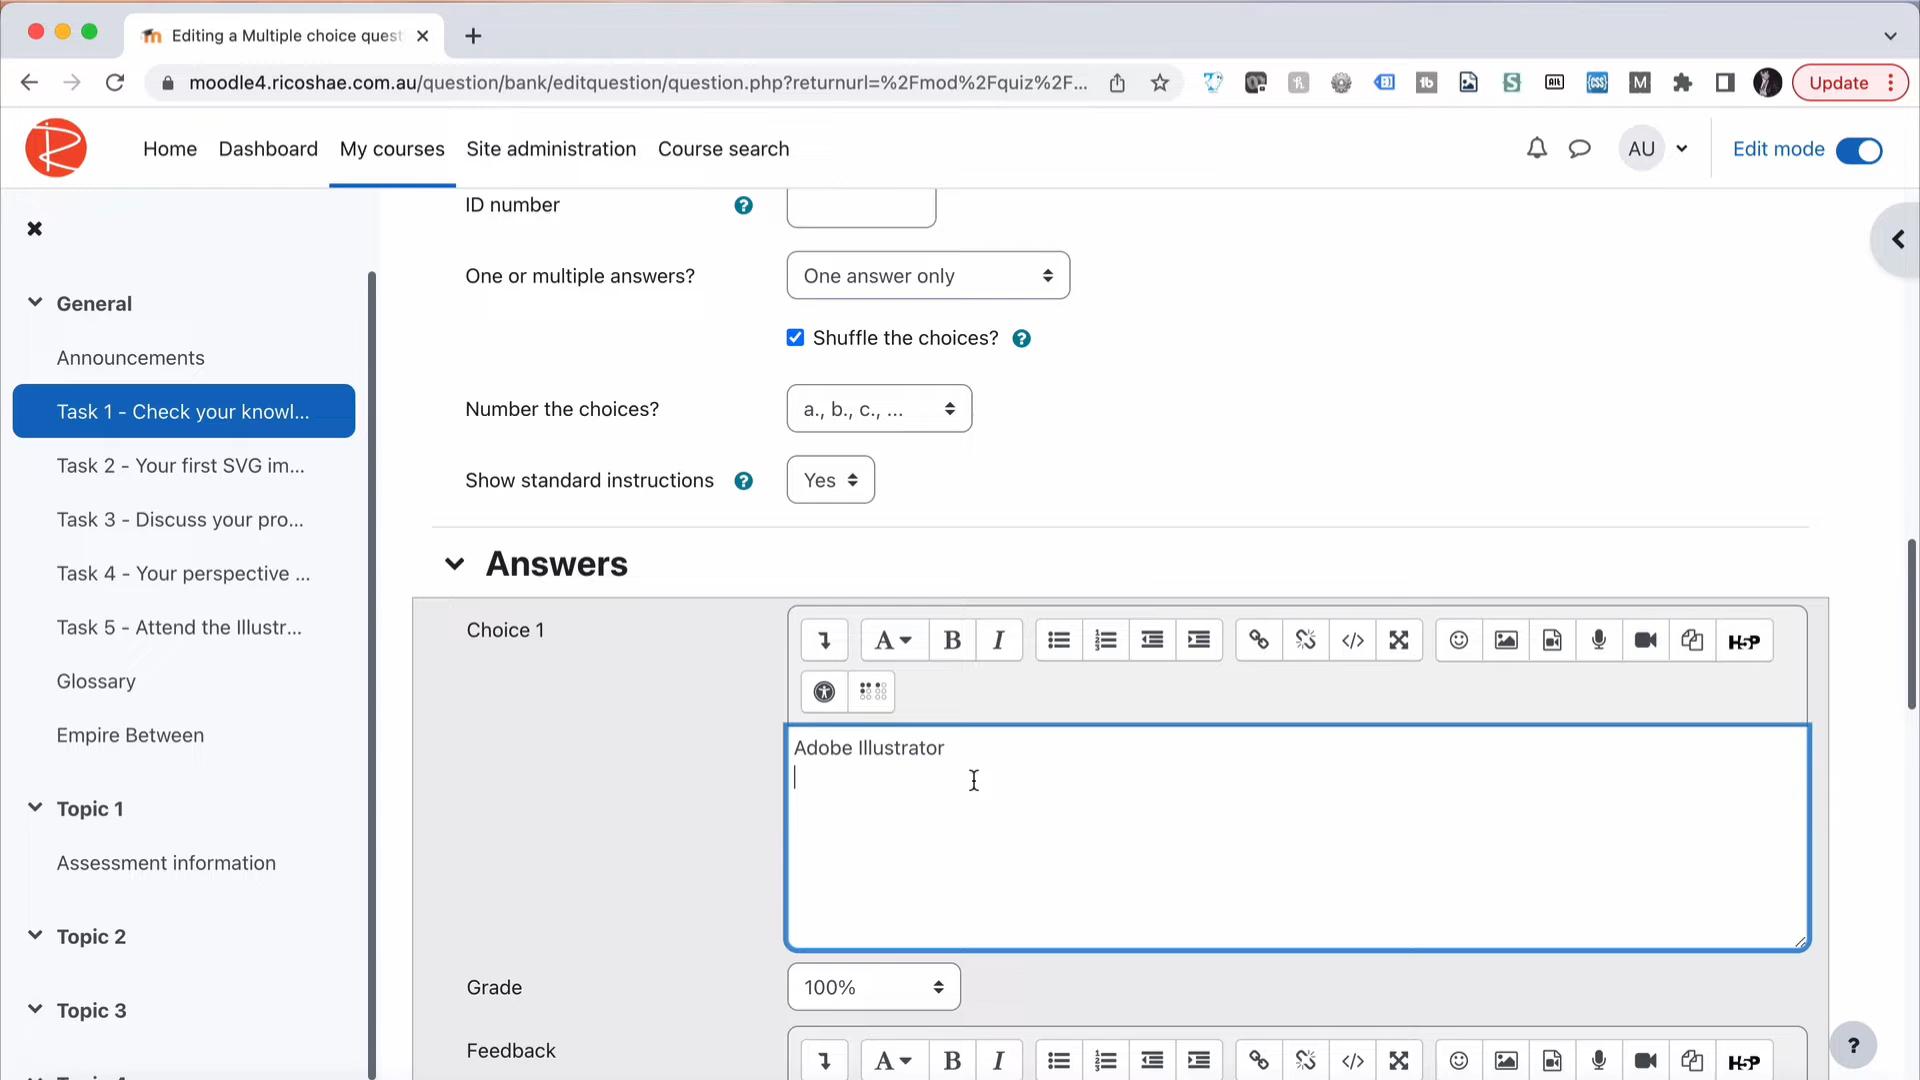 Editing a Multiple choice quest
moodle4.ricoshae.com.au/question/bank/editquestion/question.php?returnurl=%2Fmod%2Fquiz%2F...
Update
Home
Dashboard
My courses
Site administration
Course search
AU
Edit mode
General
Announcements
Task 1 - Check your knowl...
Task 2 - Your first SVG im...
Task 3 - Discuss your pro...
Task 4 - Your perspective ...
Task 5 - Attend the Illustr...
Glossary
Empire Between
Topic 1
Assessment information
Topic 2
Topic 3
ID number
One or multiple answers?
One answer only
Shuffle the choices?
Number the choices?
a., b., c., ...
Show standard instructions
Yes
Answers
Choice 1
A B I
H5P
Adobe Illustrator
Grade
100%
Feedback
A B I
H5P
?